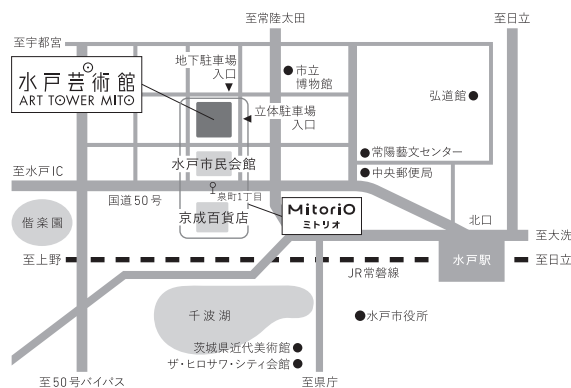 至常陸太田
至日立
至宇都宮
地下駐車場
入口
水戸芸術館
ART TOWER MITO
市立
博物館
弘道館
立体駐車場
入口
常陽藝文センター
水戸市民会館
至水戸IC
中央郵便局
国道50号
泉町1丁目
MitoriO
ミトリオ
京成百貨店
偕楽園
北口
至大洗
至上野
水戸駅
至日立
JR常磐線
千波湖
水戸市役所
茨城県近代美術館
ザ・ヒロサワ・シティ会館
至50号バイパス
至県庁